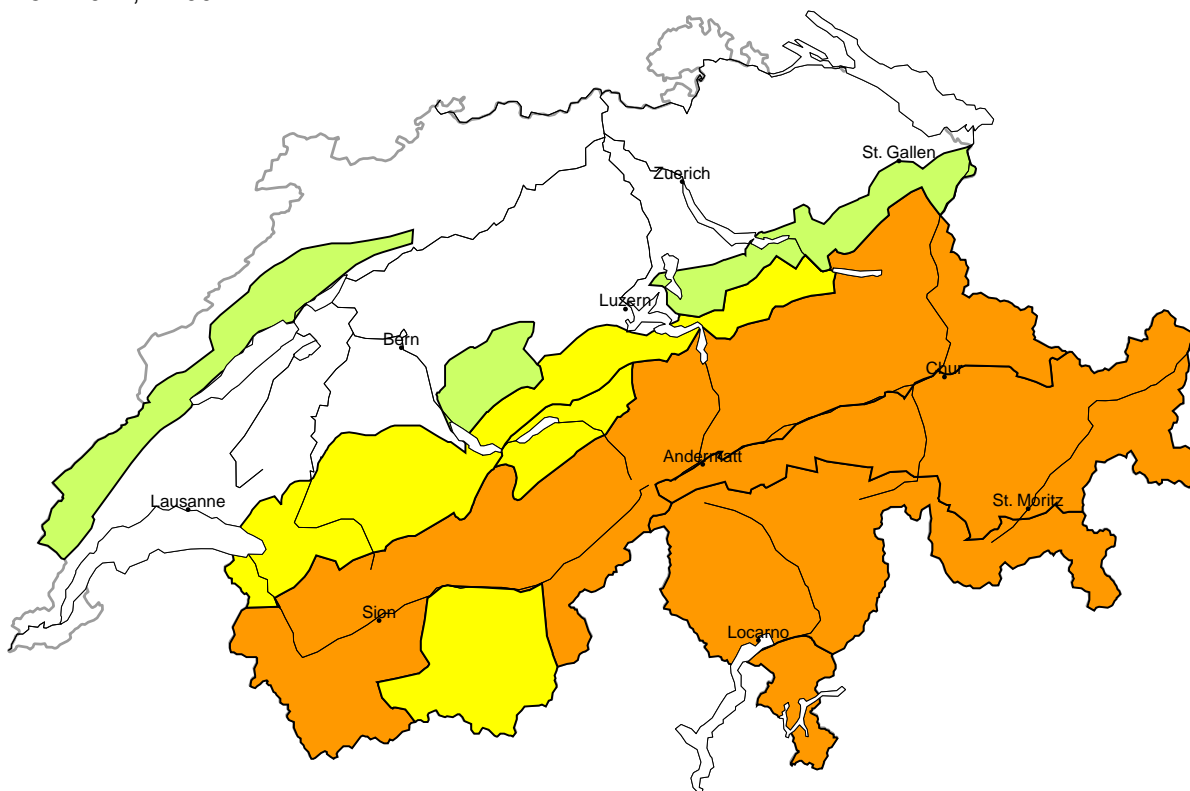 St. Gallen
Zuerich
Luzern
Bern
Chur
Andermatt
Lausanne
St. Moritz
Sion
Locarno